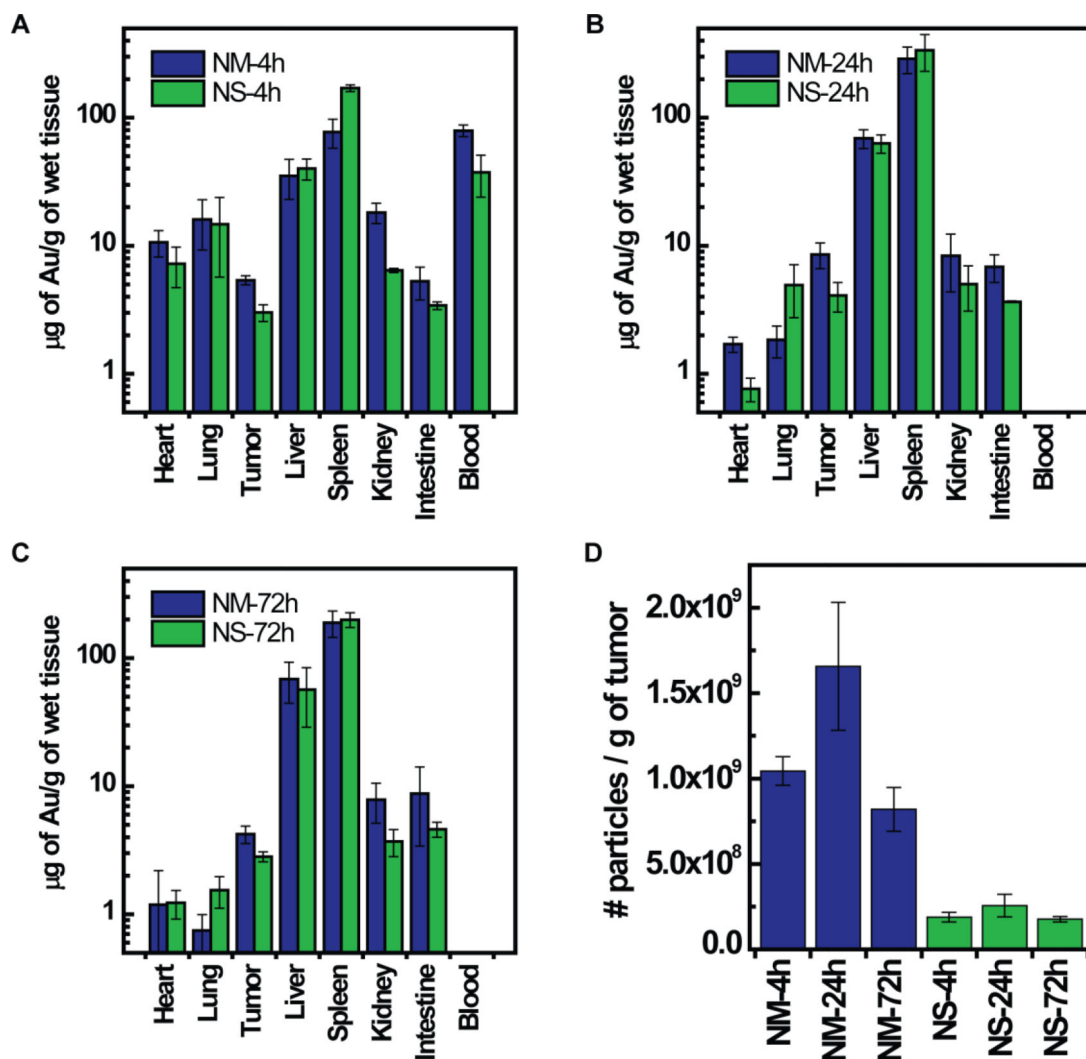 A
NM-4h
NS-4h
µg of Au/g of wet tissue
100
10
1
Heart
Lung
Tumor
Liver
Spleen
Kidney
Intestine
Blood
B
NM-24h
NS-24h
µg of Au/g of wet tissue
100
10
1
Heart
Lung
Tumor
Liver
Spleen
Kidney
Intestine
Blood
C
NM-72h
NS-72h
µg of Au/g of wet tissue
100
10
1
Heart
Lung
Tumor
Liver
Spleen
Kidney
Intestine
Blood
D
# particles / g of tumor
2.0x10⁹
1.5x10⁹
1.0x10⁹
5.0x10⁸
0.0
NM-4h
NM-24h
NM-72h
NS-4h
NS-24h
NS-72h